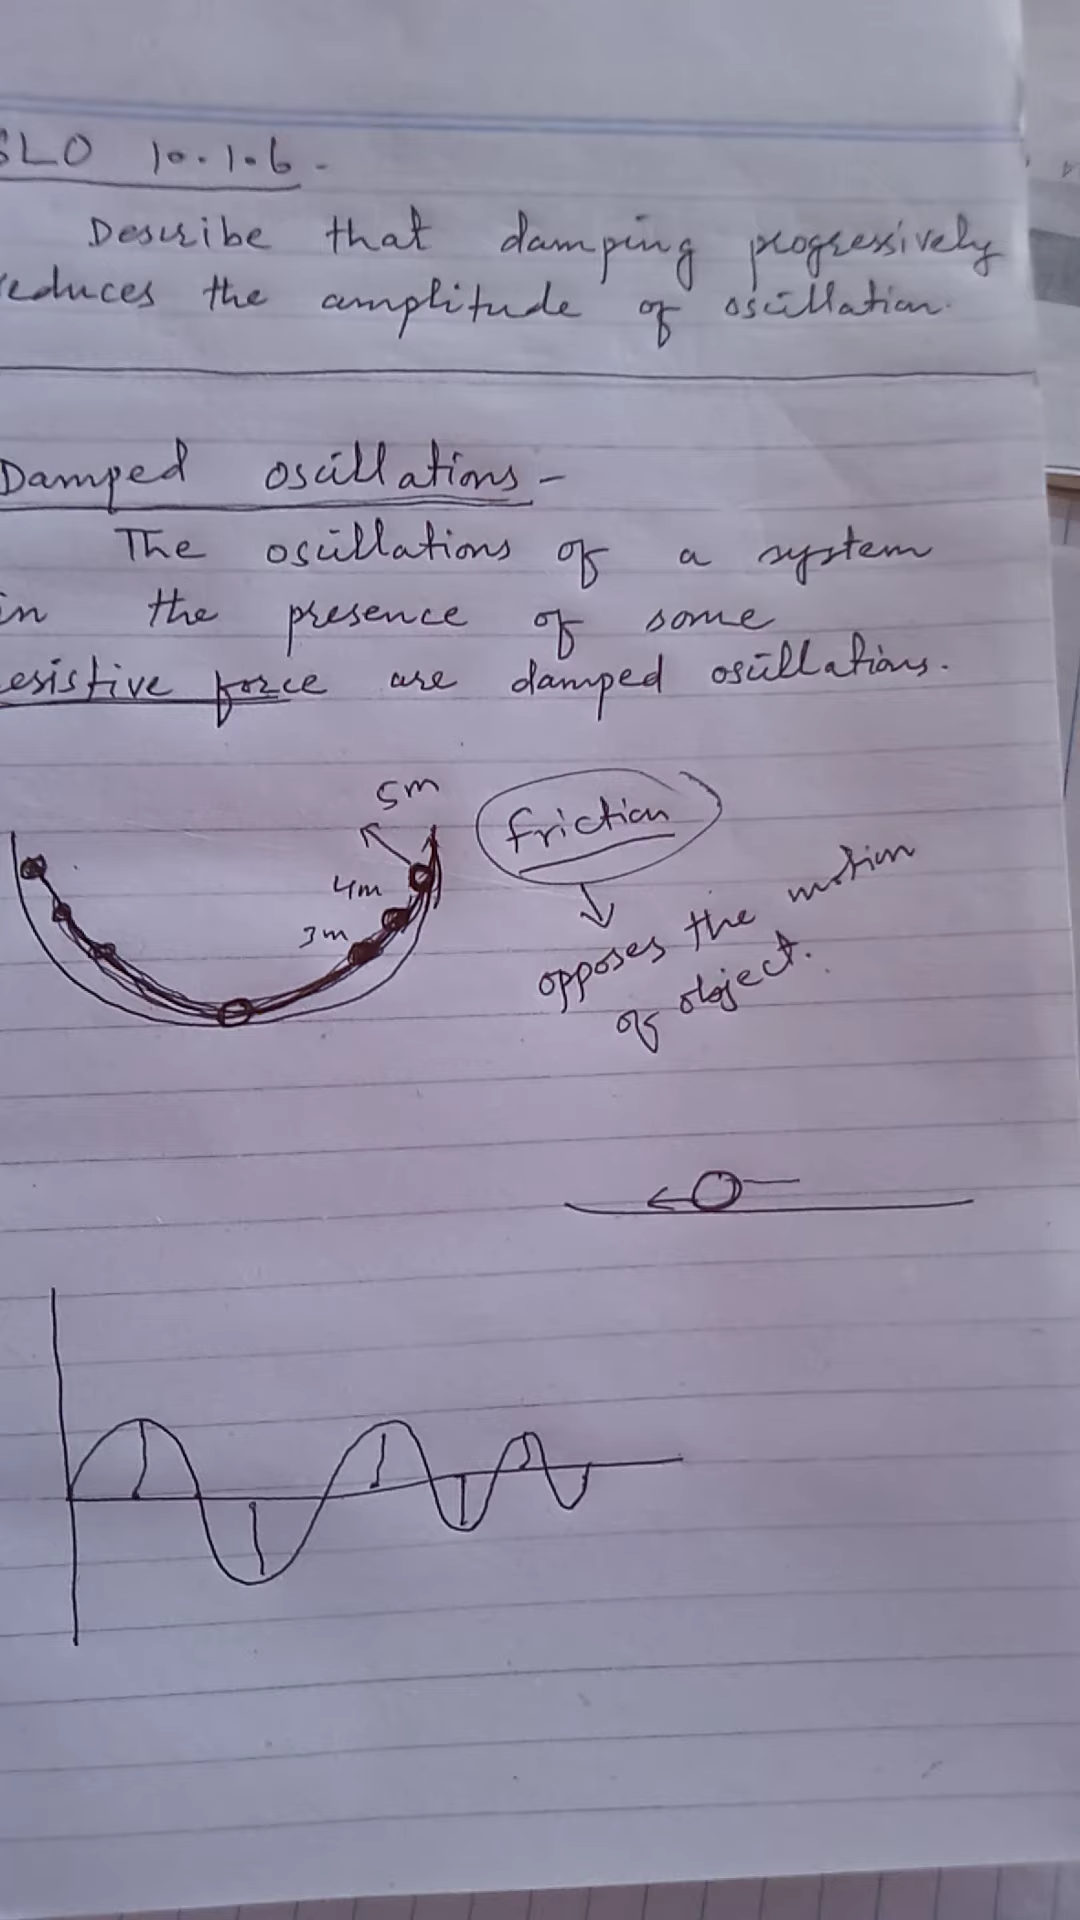 SLO 10.1.6.
Describe that damping progressively
reduces the amplitude of oscillation.
Damped oscillations -
The oscillations of a system
in the presence of some
resistive force are damped oscillations.
5m
4m
3m
friction
opposes the motion
of object.